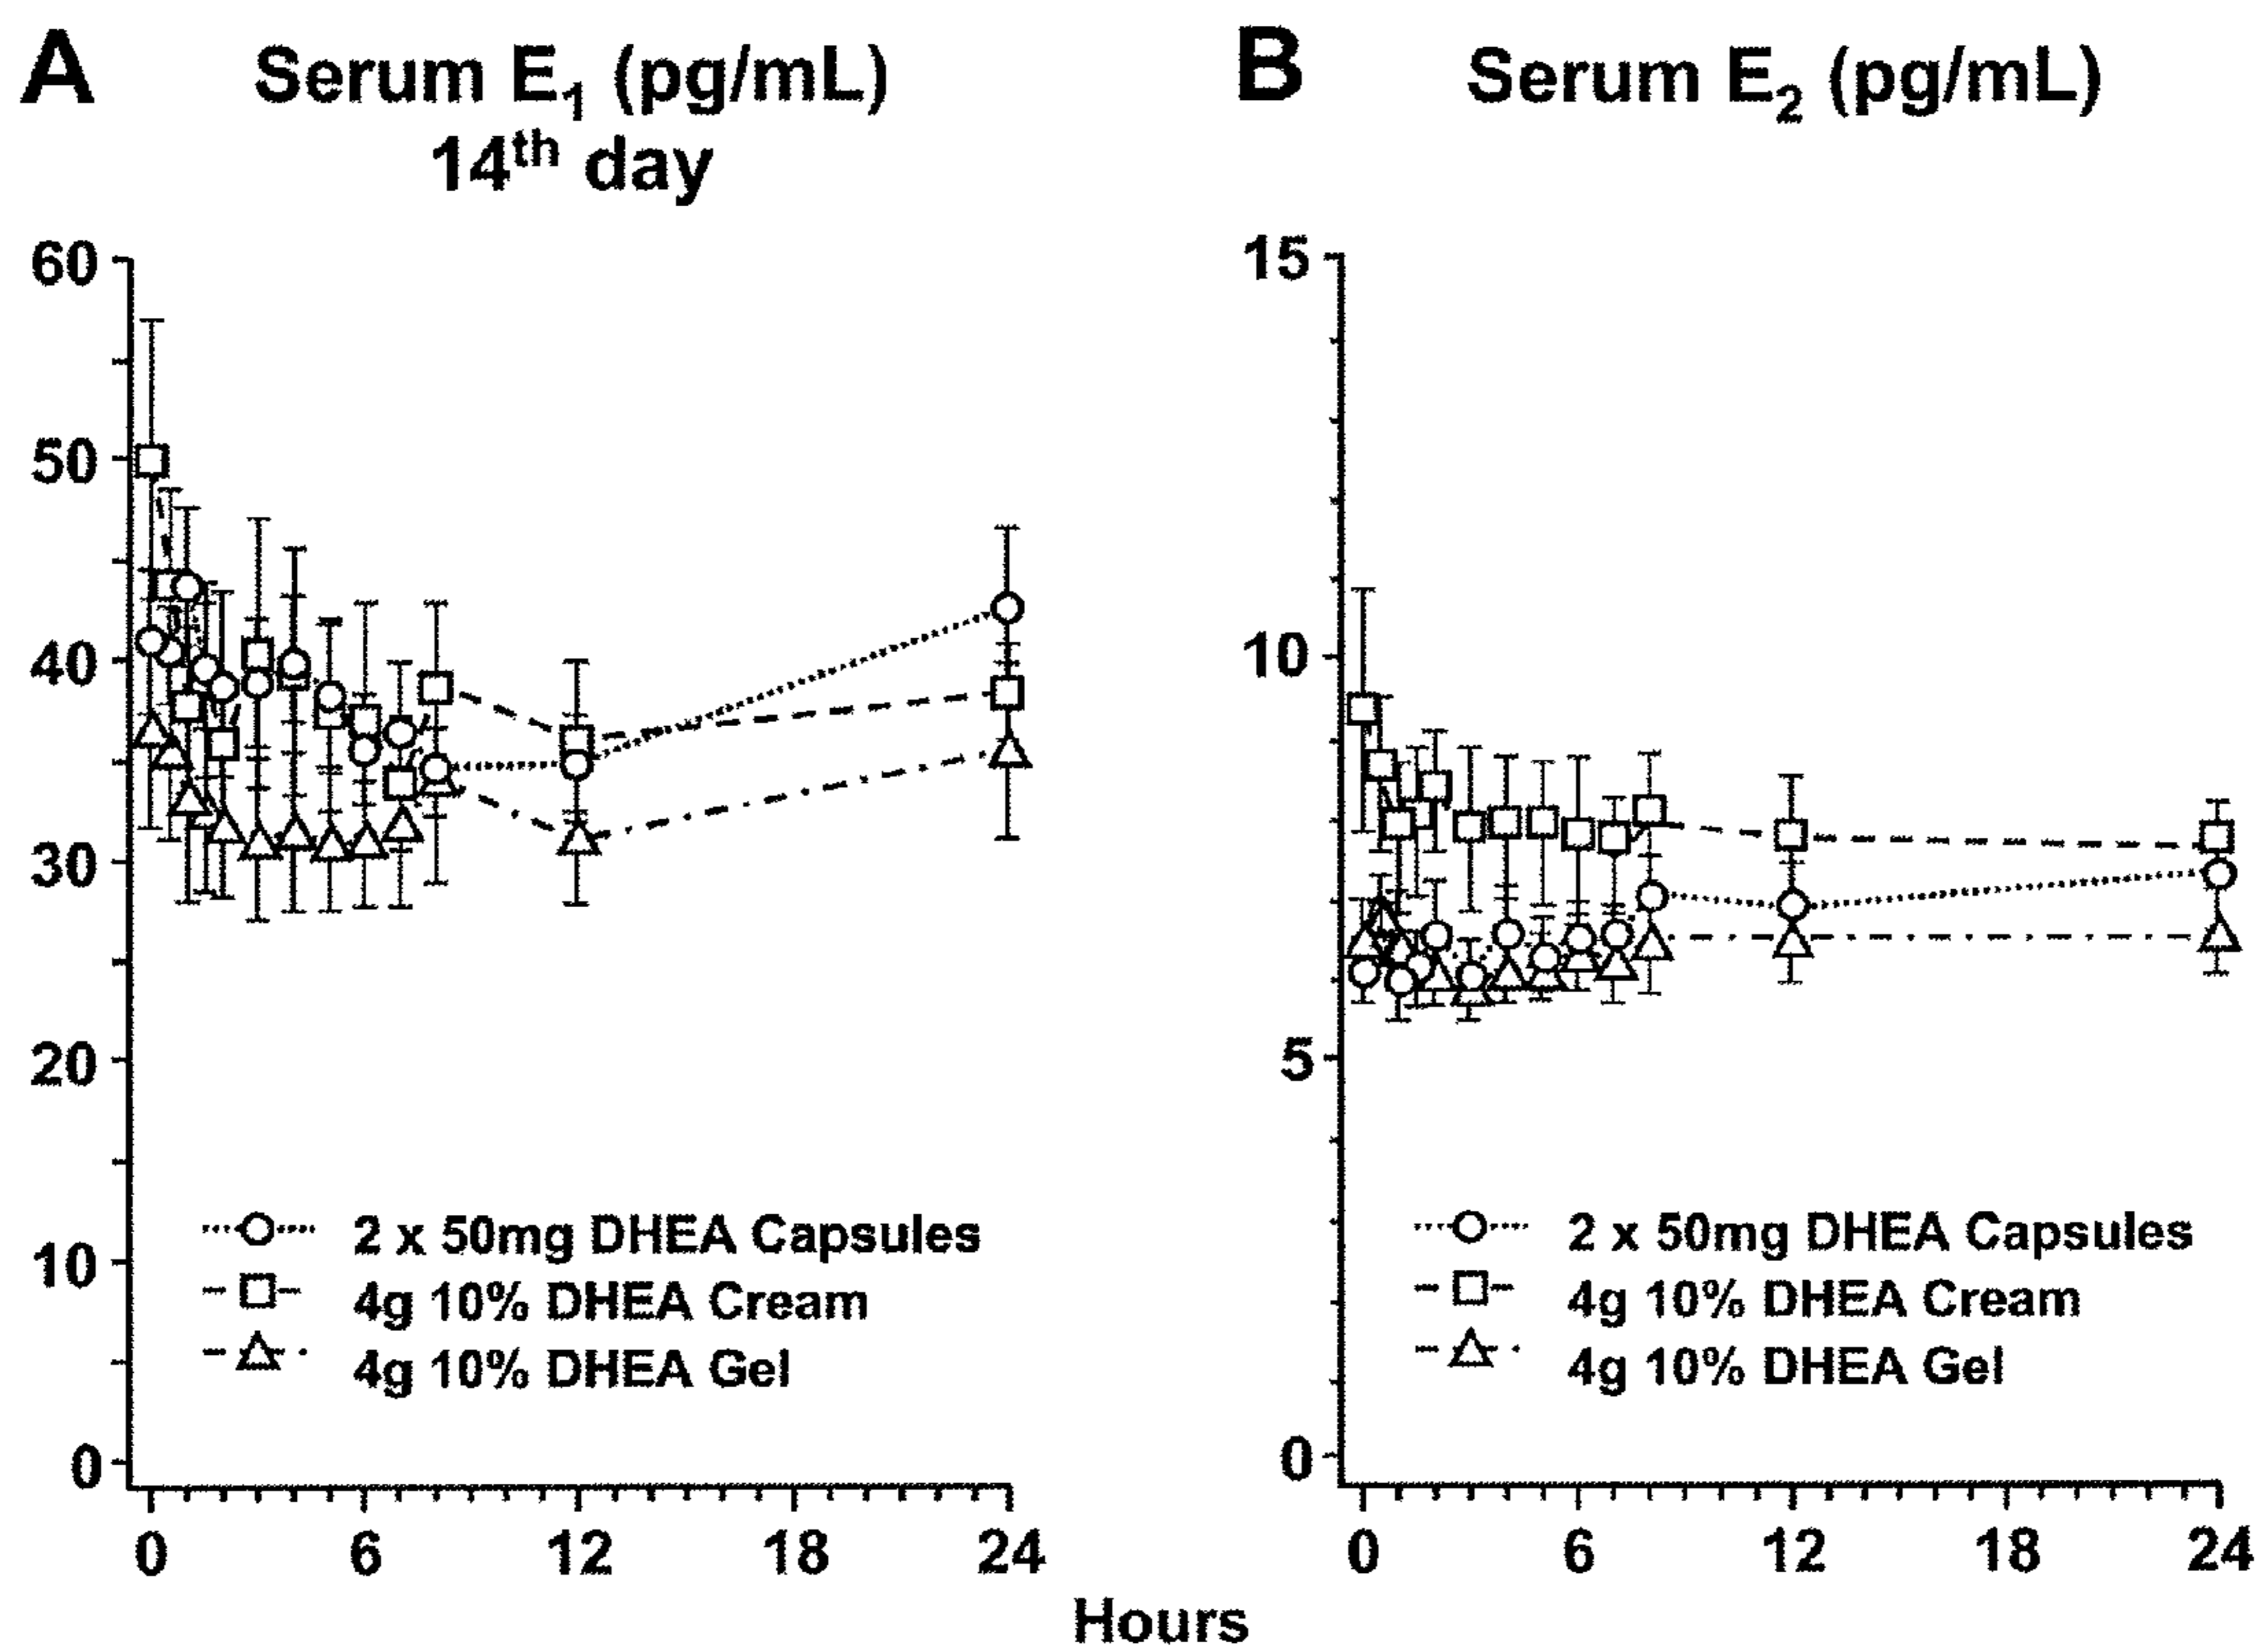 A Serum E₁ (pg/mL)
14ᵗʰ day
60
50
40
30
20
10
0
2 x 50mg DHEA Capsules
4g 10% DHEA Cream
4g 10% DHEA Gel
0 6 12 18 24
B Serum E₂ (pg/mL)
15
10
5
0
2 x 50mg DHEA Capsules
4g 10% DHEA Cream
4g 10% DHEA Gel
0 6 12 18 24
Hours